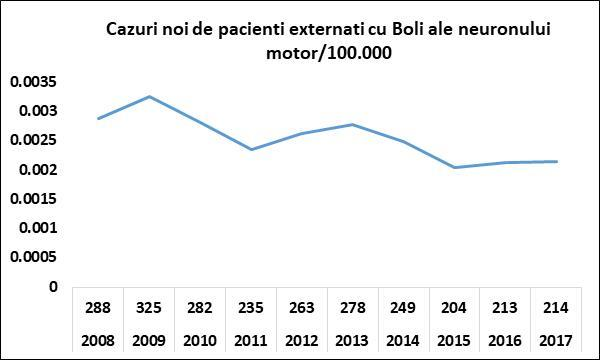 Cazuri noi de pacienti externati cu Boli ale neuronului
motor/100.000
0.0035
0.003
0.0025
0.002
0.0015
0.001
0.0005
0
288 325 282 235 263 278 249 204 213 214
2008 2009 2010 2011 2012 2013 2014 2015 2016 2017